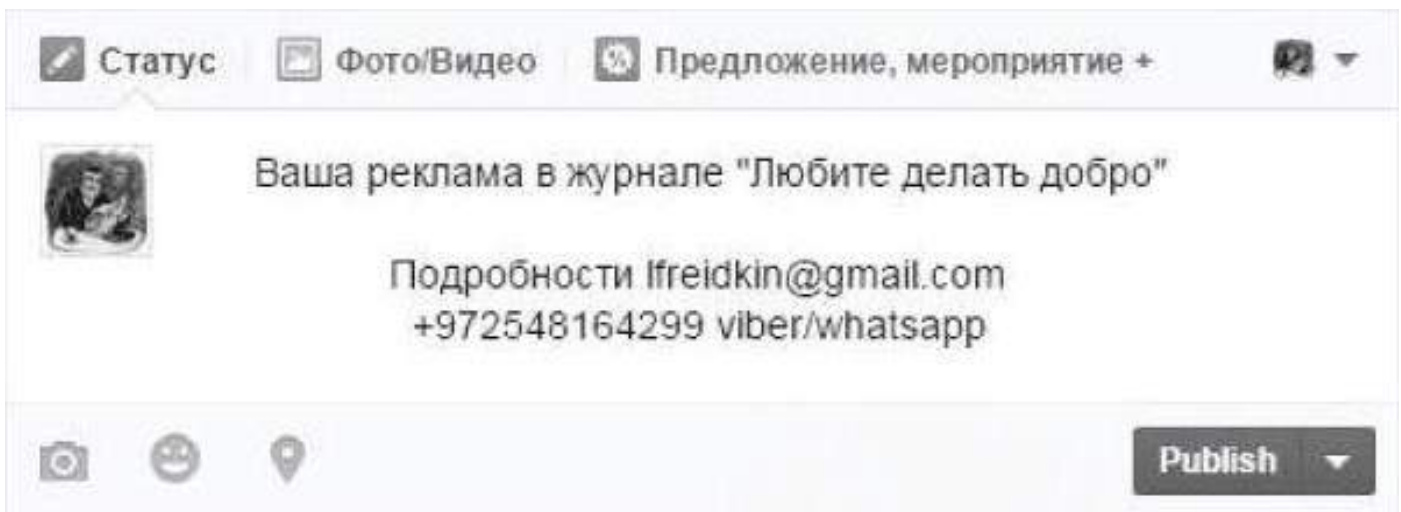 Статус Фото/Видео Предложение, мероприятие +
Ваша реклама в журнале "Любите делать добро"
Подробности lfreidkin@gmail.com
+972548164299 viber/whatsapp
Publish